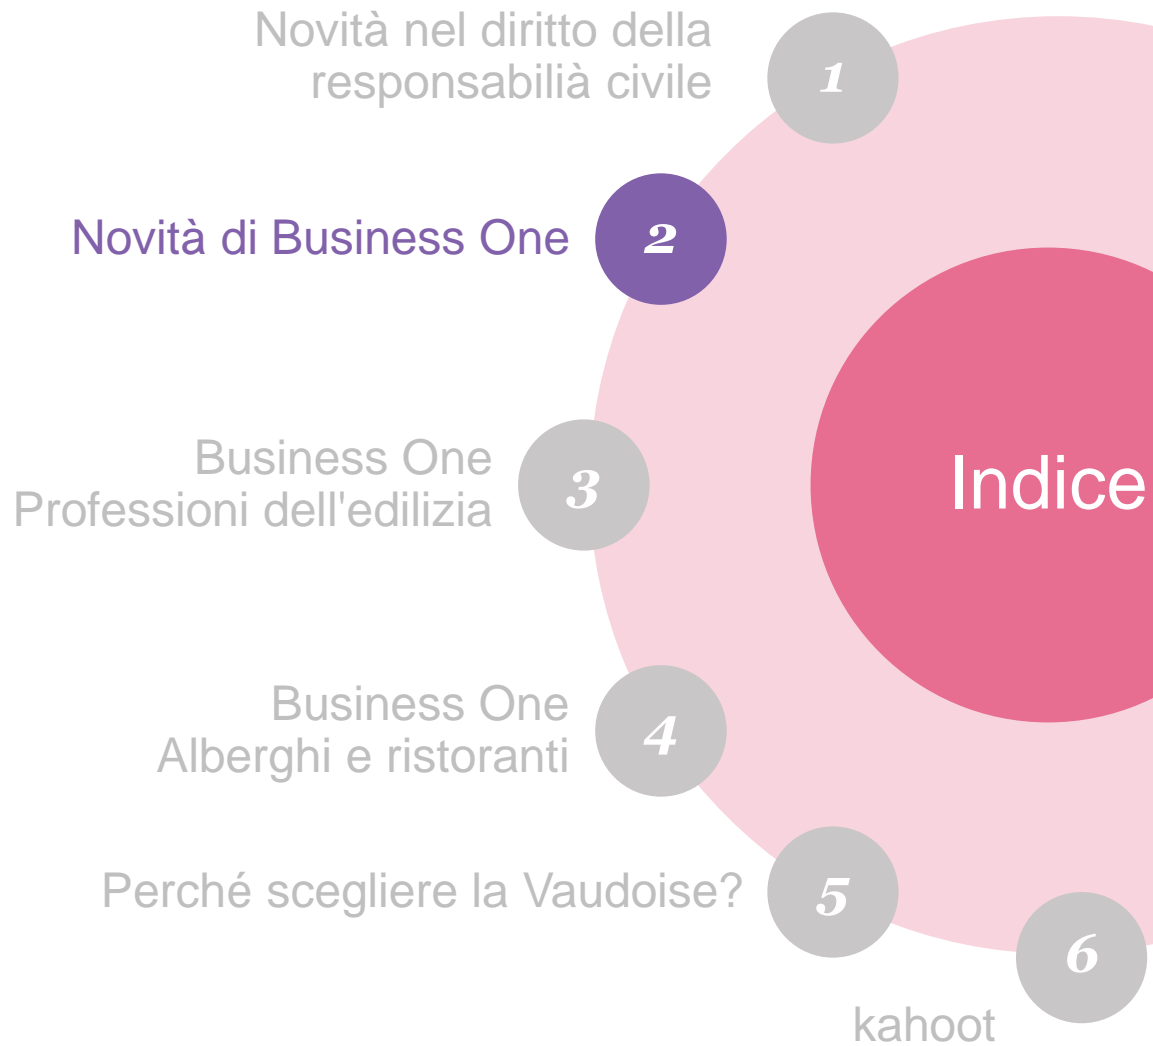 Novità nel diritto della
responsabilià civile
1
Novità di Business One
2
Business One
Professioni dell'edilizia
3
Indice
Business One
Alberghi e ristoranti
4
Perché scegliere la Vaudoise?
5
6
kahoot